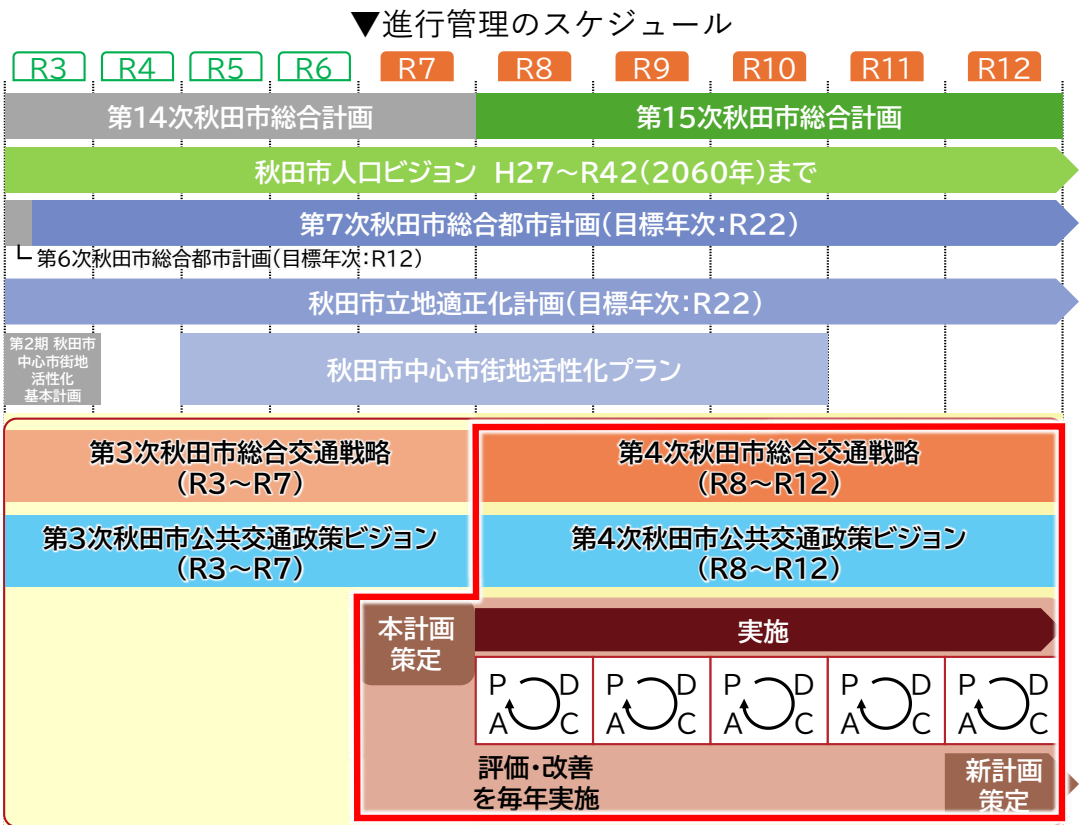 ▼進行管理のスケジュール
R3 R4 R5 R6 R7 R8 R9 R10 R11 R12
第14次秋田市総合計画 第15次秋田市総合計画
秋田市人口ビジョン H27～R42(2060年)まで
第7次秋田市総合都市計画(目標年次:R22)
第6次秋田市総合都市計画(目標年次:R12)
秋田市立地適正化計画(目標年次:R22)
第2期 秋田市
中心市街地
活性化
基本計画
秋田市中心市街地活性化プラン
第3次秋田市総合交通戦略
(R3～R7)
第4次秋田市総合交通戦略
(R8～R12)
第3次秋田市公共交通政策ビジョン
(R3～R7)
第4次秋田市公共交通政策ビジョン
(R8～R12)
本計画
策定
実施
P D P D P D P D P D
A C A C A C A C A C
評価・改善
を毎年実施
新計画
策定